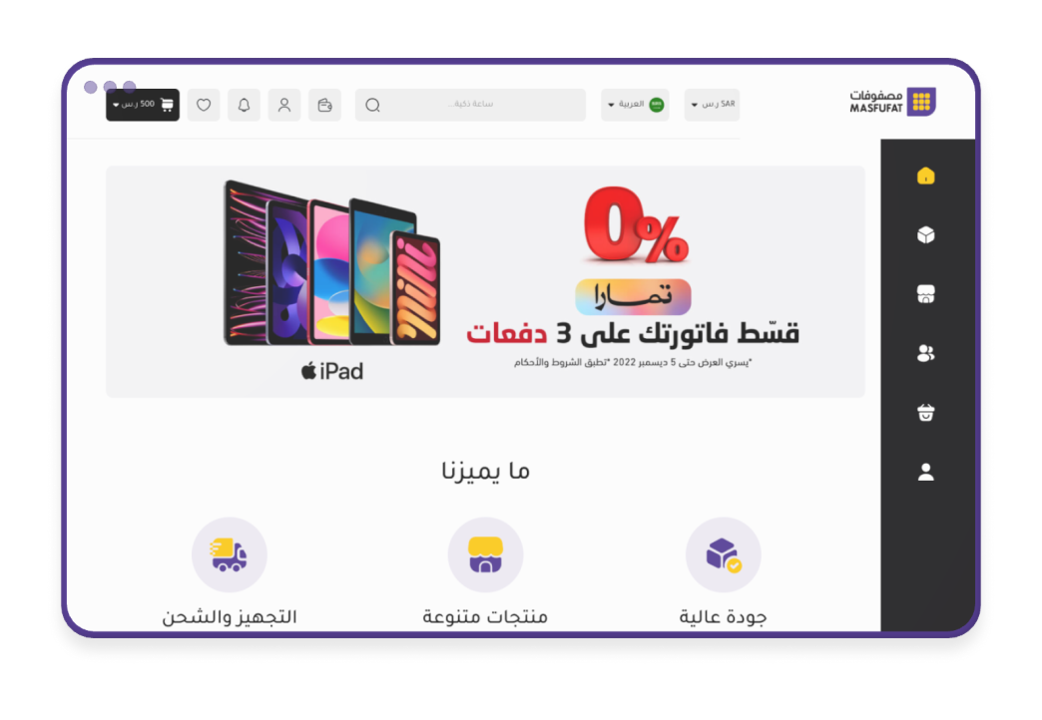 مصفوفات
MASFUFAT
SAR ر.س
العربية
ساعة ذكية...
500 ر.س
0%
تمارا
قسّط فاتورتك على 3 دفعات
*يسري العرض حتى 5 ديسمبر 2022 *تطبق الشروط والأحكام
iPad
ما يميزنا
جودة عالية
منتجات متنوعة
التجهيز والشحن